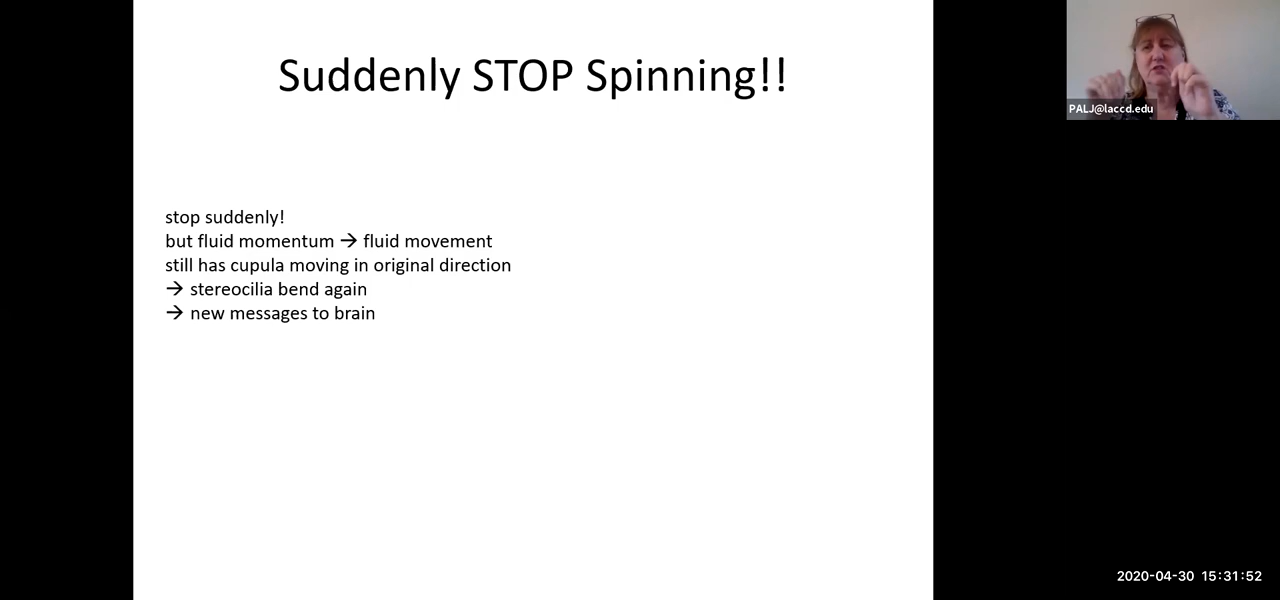 Suddenly STOP Spinning!!
PALJ@laccd.edu
stop suddenly!
but fluid momentum → fluid movement
still has cupula moving in original direction
→ stereocilia bend again
→ new messages to brain
2020-04-30 15:31:52